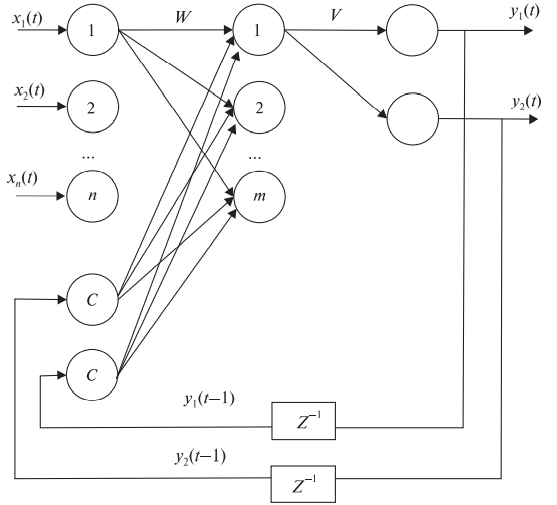 x₁(t) 1 W 1 V y₁(t)
x₂(t) 2 2 y₂(t)
... ...
xₙ(t) n m
C
C
y₁(t–1) Z⁻¹
y₂(t–1) Z⁻¹